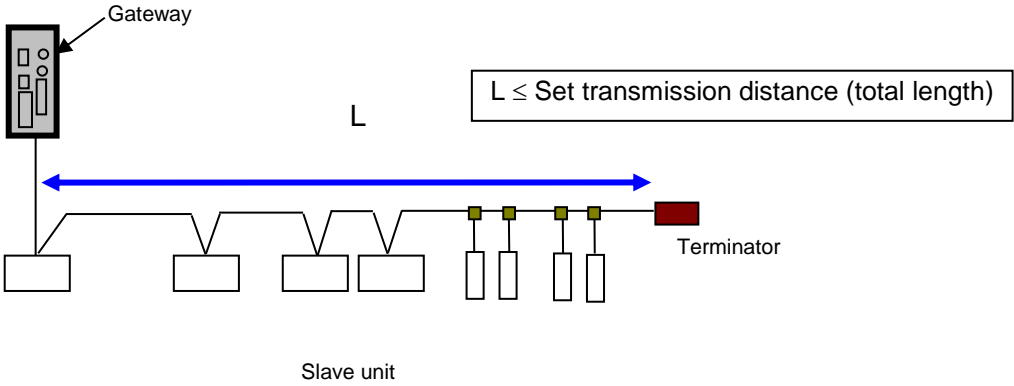 Gateway
L ≤ Set transmission distance (total length)
L
Terminator
Slave unit